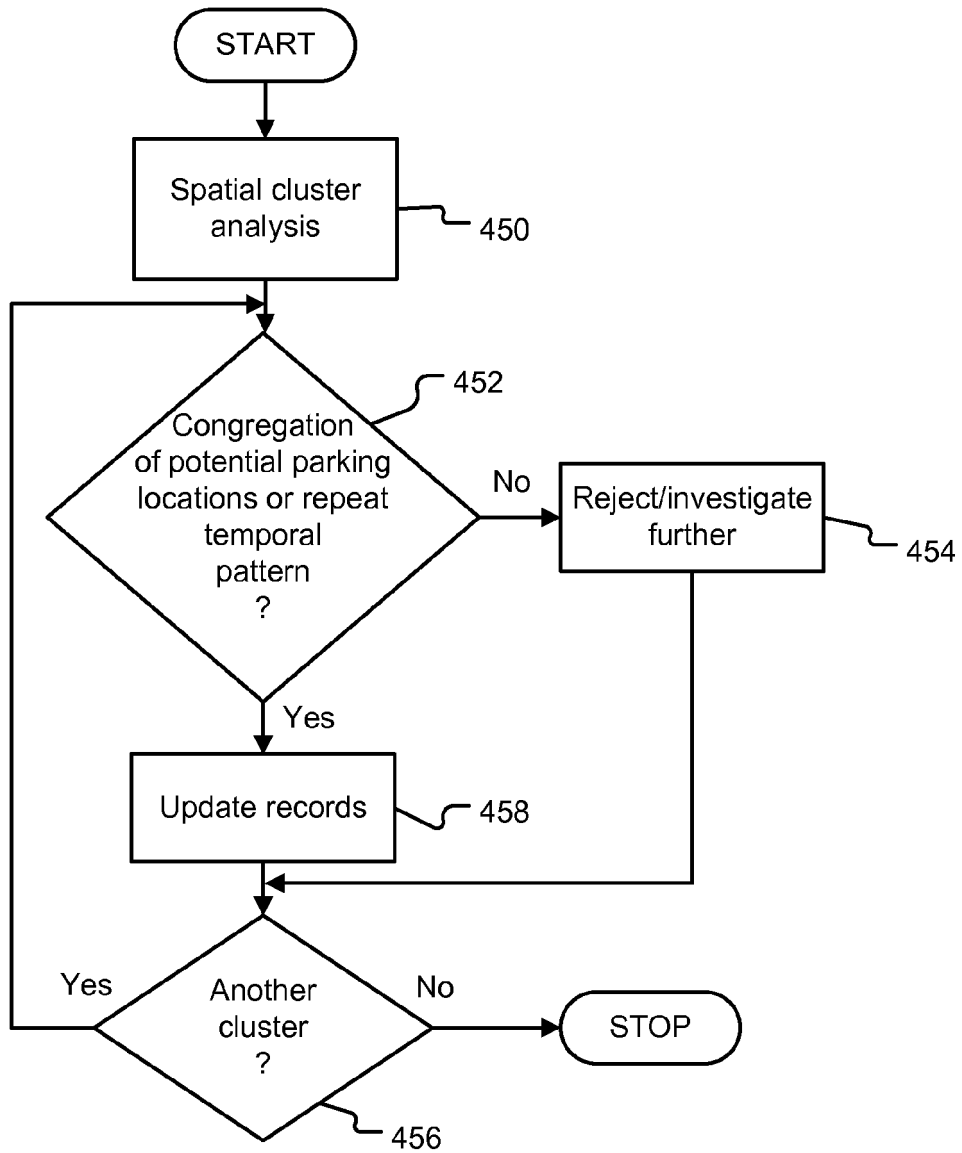 START
Spatial cluster
analysis
450
452
Congregation
of potential parking
locations or repeat
temporal
pattern
?
No
Reject/investigate
further
454
Yes
Update records
458
Yes
Another
cluster
?
No
STOP
456